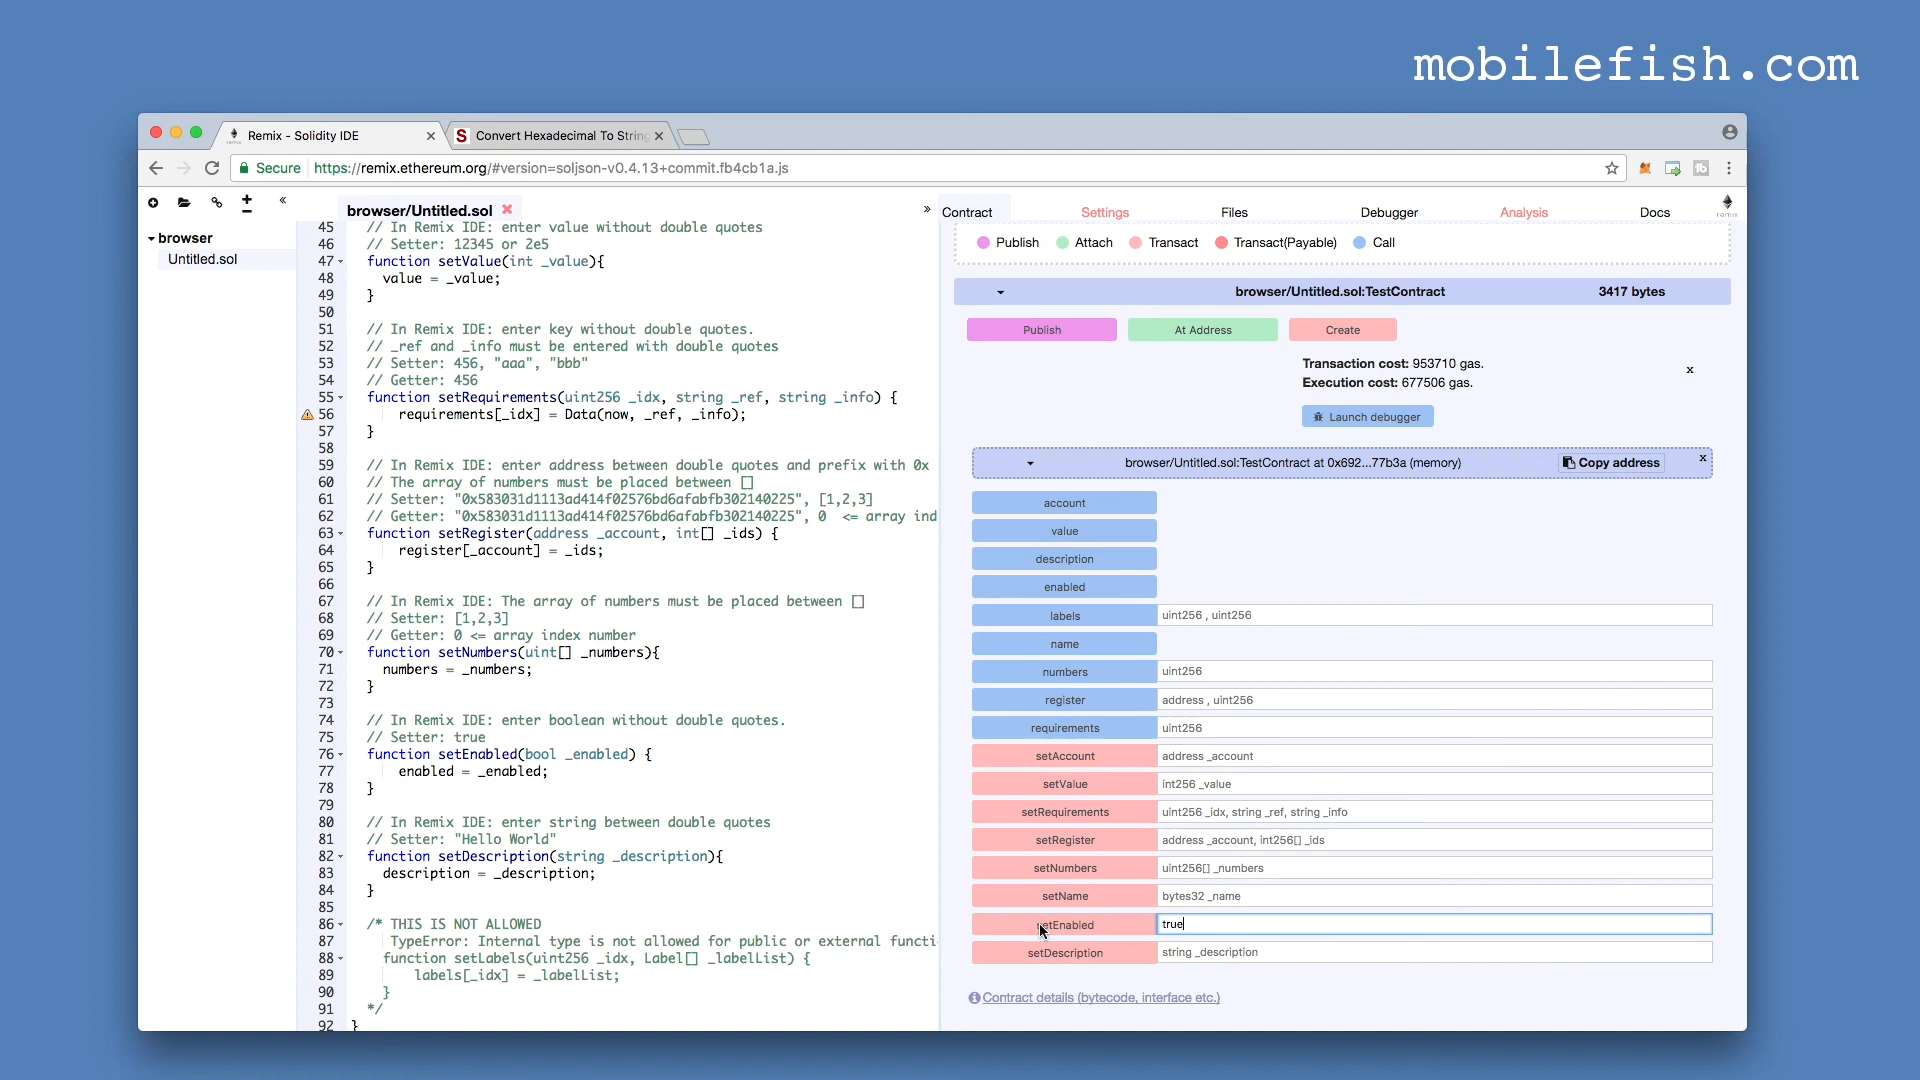 mobilefish.com
Remix - Solidity IDE
Convert Hexadecimal To String
Secure https://remix.ethereum.org/#version=soljson-v0.4.13+commit.fb4cb1a.js
browser
Untitled.sol
browser/Untitled.sol
45 // In Remix IDE: enter value without double quotes
46 // Setter: 12345 or 2e5
47 function setValue(int _value){
48 value = _value;
49 }
50
51 // In Remix IDE: enter key without double quotes.
52 // _ref and _info must be entered with double quotes
53 // Setter: 456, "aaa", "bbb"
54 // Getter: 456
55 function setRequirements(uint256 _idx, string _ref, string _info) {
56 requirements[_idx] = Data(now, _ref, _info);
57 }
58
59 // In Remix IDE: enter address between double quotes and prefix with 0x
60 // The array of numbers must be placed between []
61 // Setter: "0x583031d1113ad414f02576bd6afabfb302140225", [1,2,3]
62 // Getter: "0x583031d1113ad414f02576bd6afabfb302140225", 0 <= array ind
63 function setRegister(address _account, int[] _ids) {
64 register[_account] = _ids;
65 }
66
67 // In Remix IDE: The array of numbers must be placed between []
68 // Setter: [1,2,3]
69 // Getter: 0 <= array index number
70 function setNumbers(uint[] _numbers){
71 numbers = _numbers;
72 }
73
74 // In Remix IDE: enter boolean without double quotes.
75 // Setter: true
76 function setEnabled(bool _enabled) {
77 enabled = _enabled;
78 }
79
80 // In Remix IDE: enter string between double quotes
81 // Setter: "Hello World"
82 function setDescription(string _description){
83 description = _description;
84 }
85
86 /* THIS IS NOT ALLOWED
87 TypeError: Internal type is not allowed for public or external functi
88 function setLabels(uint256 _idx, Label[] _labelList) {
89 labels[_idx] = _labelList;
90 }
91 */
92 }
Contract Settings Files Debugger Analysis Docs
remix
Publish Attach Transact Transact(Payable) Call
browser/Untitled.sol:TestContract 3417 bytes
Publish At Address Create
Transaction cost: 953710 gas.
Execution cost: 677506 gas.
x
Launch debugger
browser/Untitled.sol:TestContract at 0x692...77b3a (memory) Copy address x
account
value
description
enabled
labels uint256 , uint256
name
numbers uint256
register address , uint256
requirements uint256
setAccount address _account
setValue int256 _value
setRequirements uint256 _idx, string _ref, string _info
setRegister address _account, int256[] _ids
setNumbers uint256[] _numbers
setName bytes32 _name
setEnabled true
setDescription string _description
Contract details (bytecode, interface etc.)